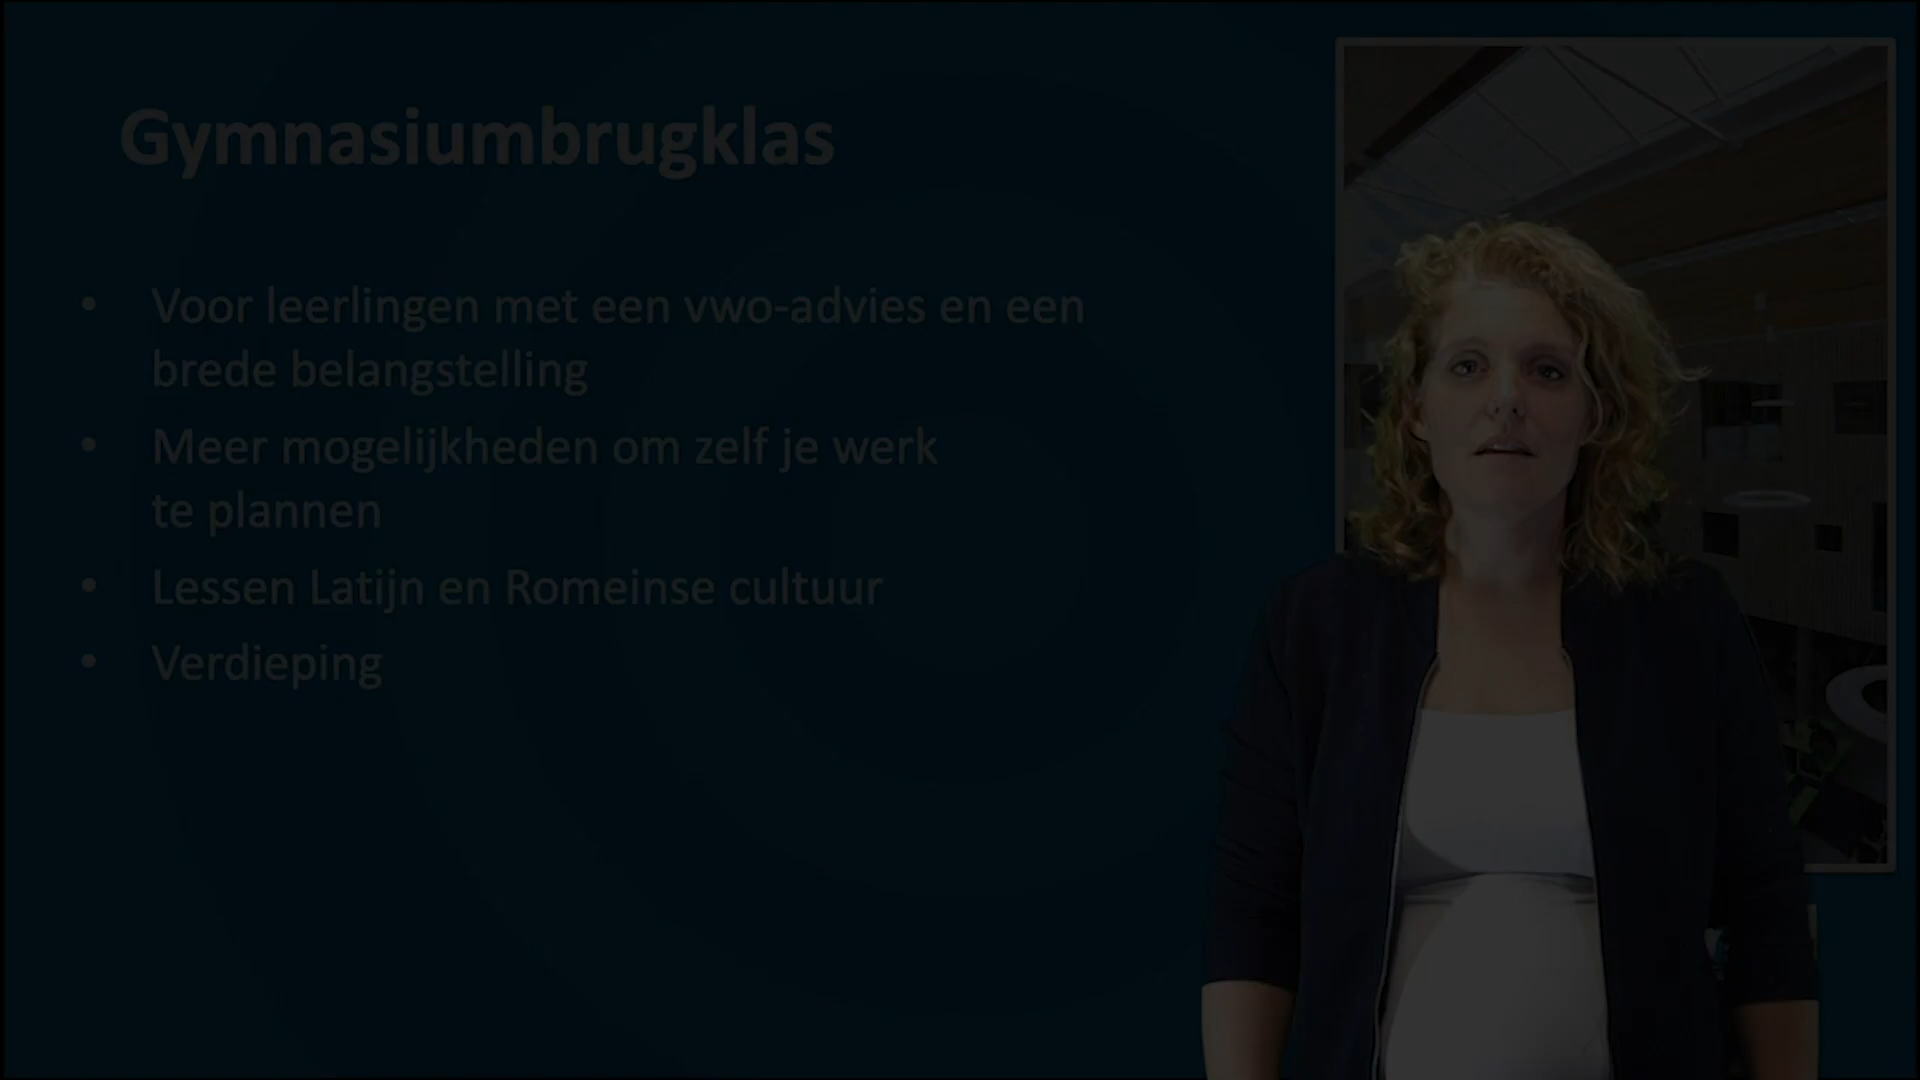 Gymnasiumbrugklas
• Voor leerlingen met een vwo-advies en een
brede belangstelling
• Meer mogelijkheden om zelf je werk
te plannen
• Lessen Latijn en Romeinse cultuur
• Verdieping